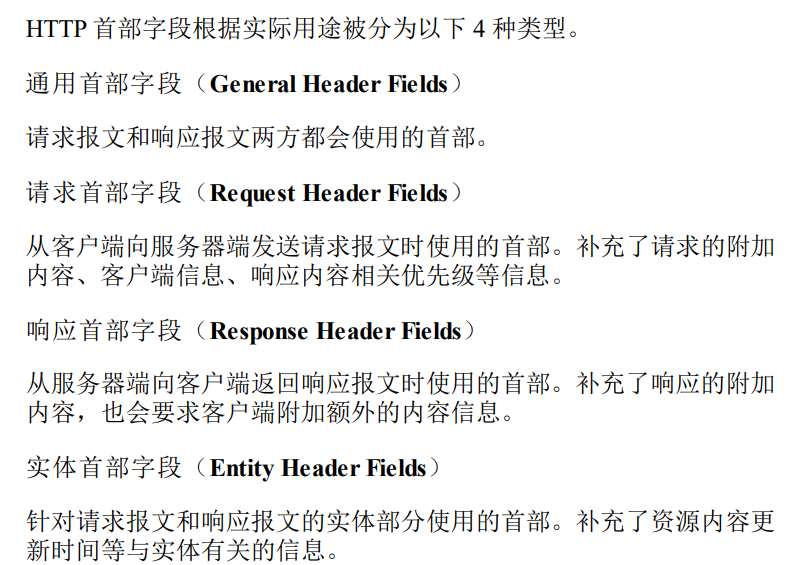 HTTP 首部字段根据实际用途被分为以下 4 种类型。
通用首部字段（General Header Fields）
请求报文和响应报文两方都会使用的首部。
请求首部字段（Request Header Fields）
从客户端向服务器端发送请求报文时使用的首部。补充了请求的附加
内容、客户端信息、响应内容相关优先级等信息。
响应首部字段（Response Header Fields）
从服务器端向客户端返回响应报文时使用的首部。补充了响应的附加
内容，也会要求客户端附加额外的内容信息。
实体首部字段（Entity Header Fields）
针对请求报文和响应报文的实体部分使用的首部。补充了资源内容更
新时间等与实体有关的信息。